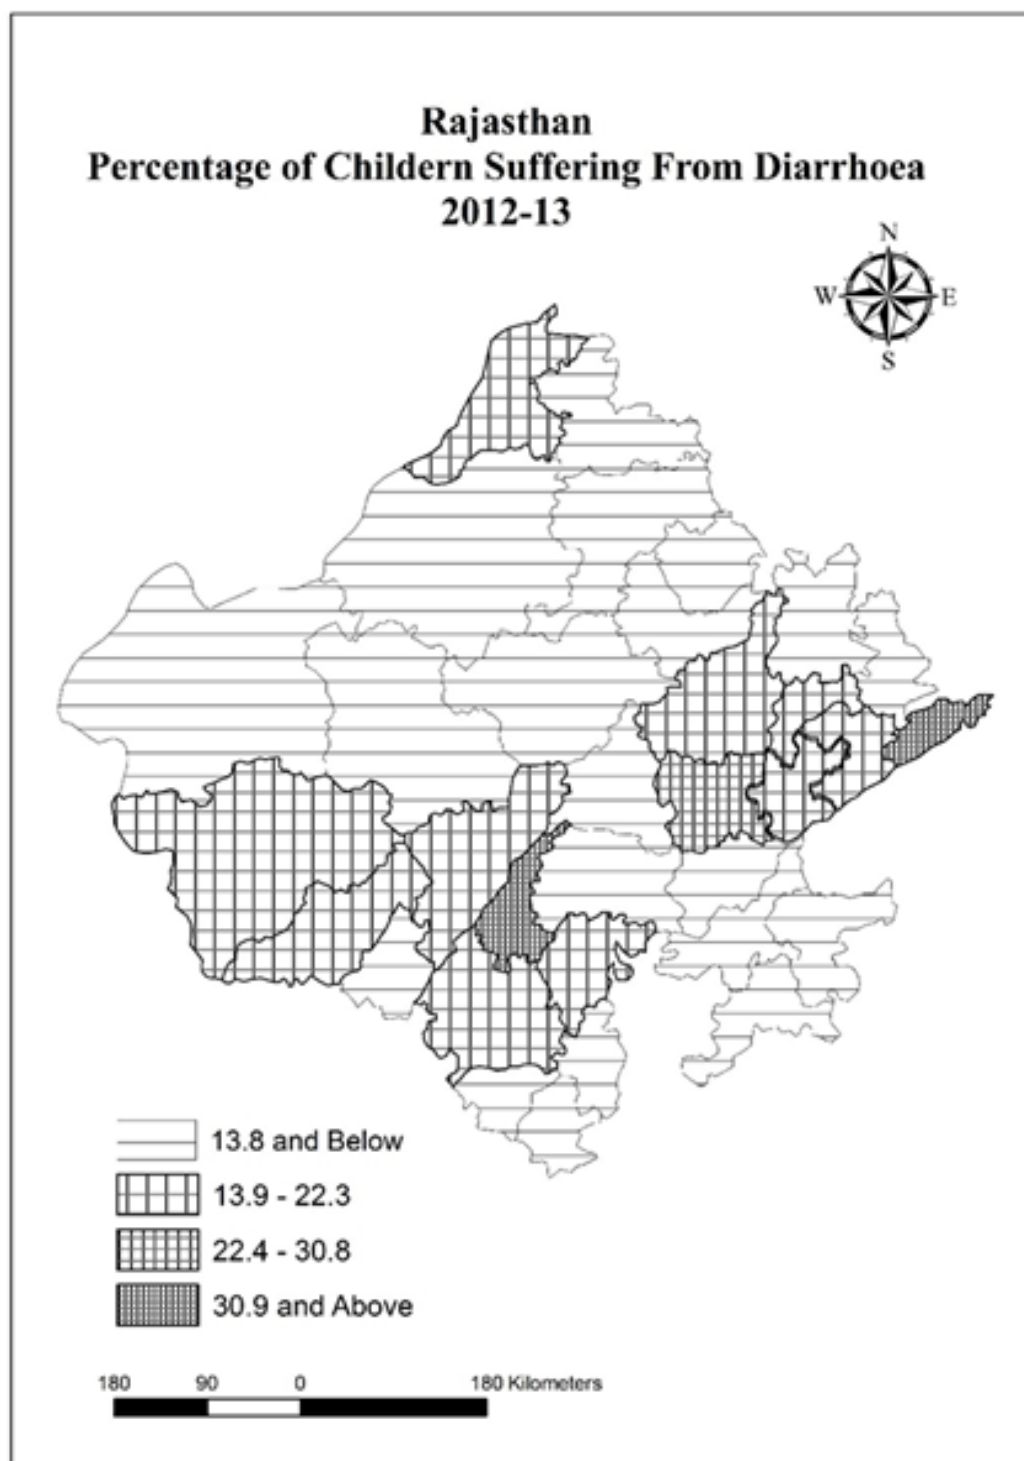 Rajasthan
Percentage of Childern Suffering From Diarrhoea
2012-13
N
W E
S
13.8 and Below
13.9 - 22.3
22.4 - 30.8
30.9 and Above
180 90 0 180 Kilometers